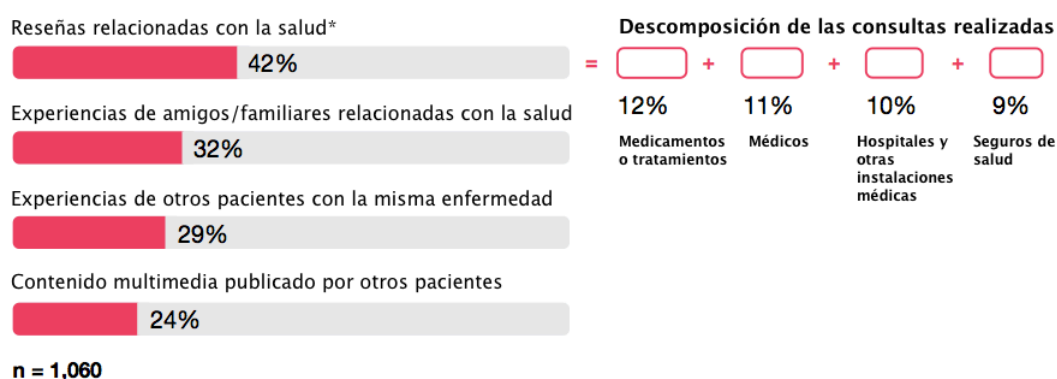 Reseñas relacionadas con la salud*
42%
Experiencias de amigos/familiares relacionadas con la salud
32%
Experiencias de otros pacientes con la misma enfermedad
29%
Contenido multimedia publicado por otros pacientes
24%
n = 1,060
Descomposición de las consultas realizadas
= + + +
12% 11% 10% 9%
Medicamentos
o tratamientos
Médicos
Hospitales y
otras
instalaciones
médicas
Seguros de
salud